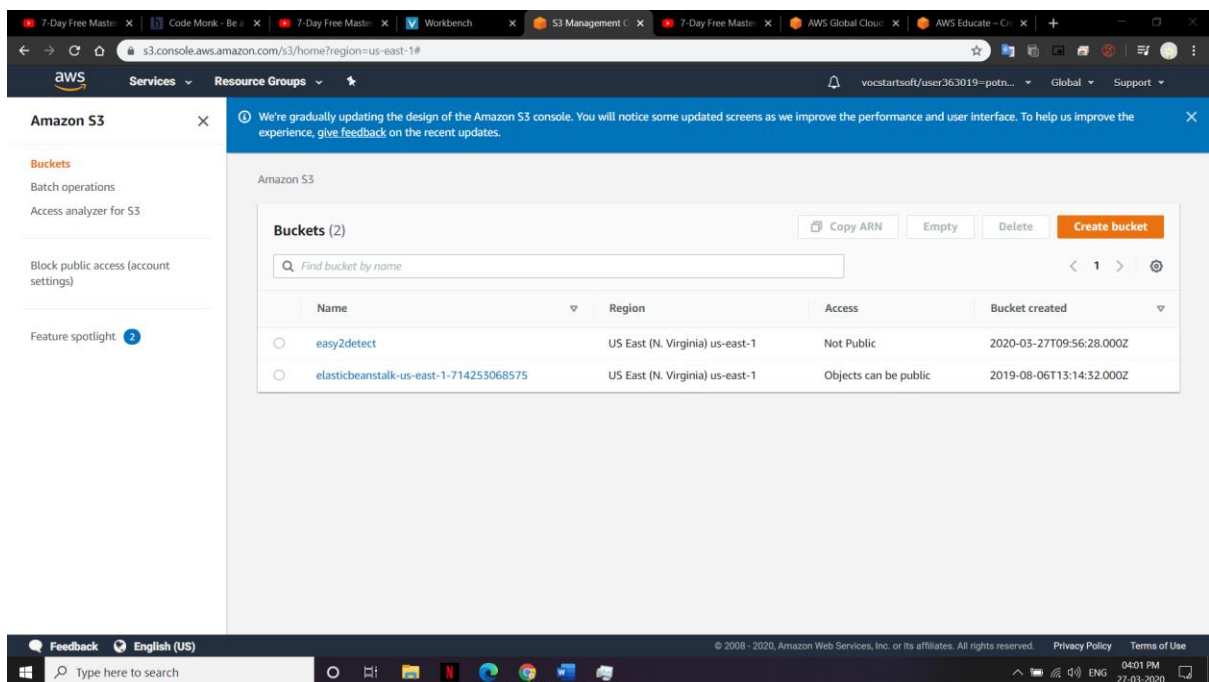 7-Day Free Master Code Monk - Be a 7-Day Free Master Workbench S3 Management C 7-Day Free Master AWS Global Cloud AWS Educate – Cr
s3.console.aws.amazon.com/s3/home?region=us-east-1#
aws Services Resource Groups vocstartsoft/user363019=potn... Global Support
Amazon S3
We're gradually updating the design of the Amazon S3 console. You will notice some updated screens as we improve the performance and user interface. To help us improve the
experience, give feedback on the recent updates.
Buckets
Batch operations
Access analyzer for S3
Block public access (account
settings)
Feature spotlight 2
Amazon S3
Buckets (2) Copy ARN Empty Delete Create bucket
Find bucket by name 1
Name Region Access Bucket created
easy2detect US East (N. Virginia) us-east-1 Not Public 2020-03-27T09:56:28.000Z
elasticbeanstalk-us-east-1-714253068575 US East (N. Virginia) us-east-1 Objects can be public 2019-08-06T13:14:32.000Z
Feedback English (US) © 2008 - 2020, Amazon Web Services, Inc. or its affiliates. All rights reserved. Privacy Policy Terms of Use
Type here to search ENG 04:01 PM
27-03-2020